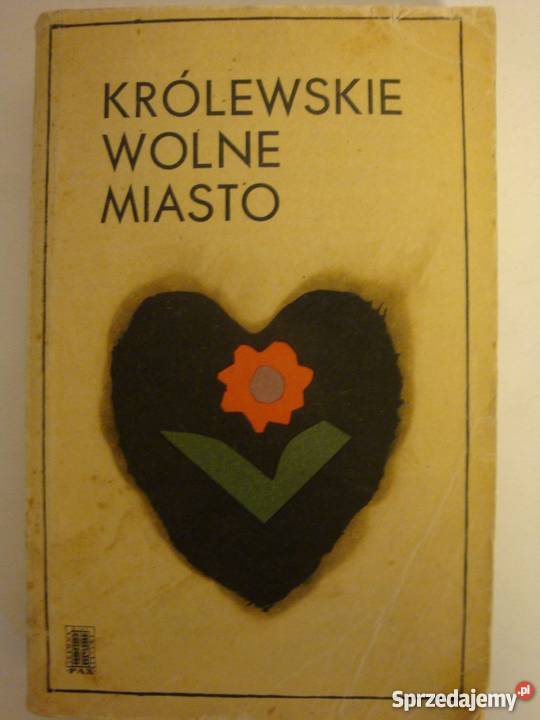 KRÓLEWSKIE
WOLNE
MIASTO
PAX
Sprzedajemy.pl